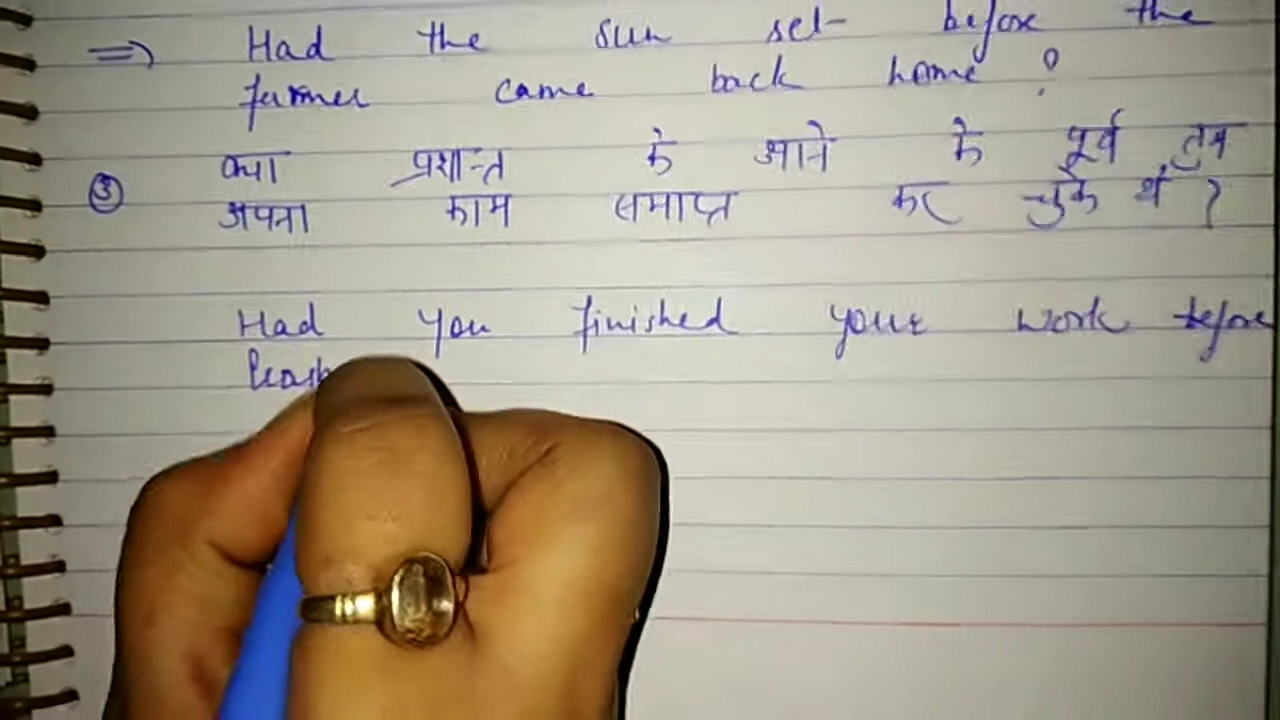 ⇒ Had the sun set before the
farmer came back home ?
③ क्या प्रशान्त के आने के पूर्व तुम
अपना काम समाप्त कर चुके थे ?
Had you finished your work before